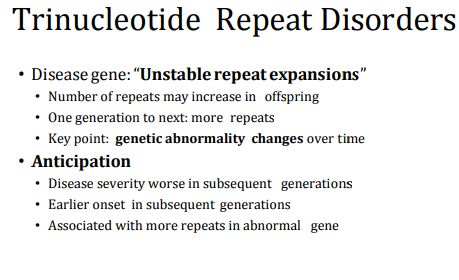 Trinucleotide Repeat Disorders
• Disease gene: “Unstable repeat expansions”
• Number of repeats may increase in offspring
• One generation to next: more repeats
• Key point: genetic abnormality changes over time
• Anticipation
• Disease severity worse in subsequent generations
• Earlier onset in subsequent generations
• Associated with more repeats in abnormal gene